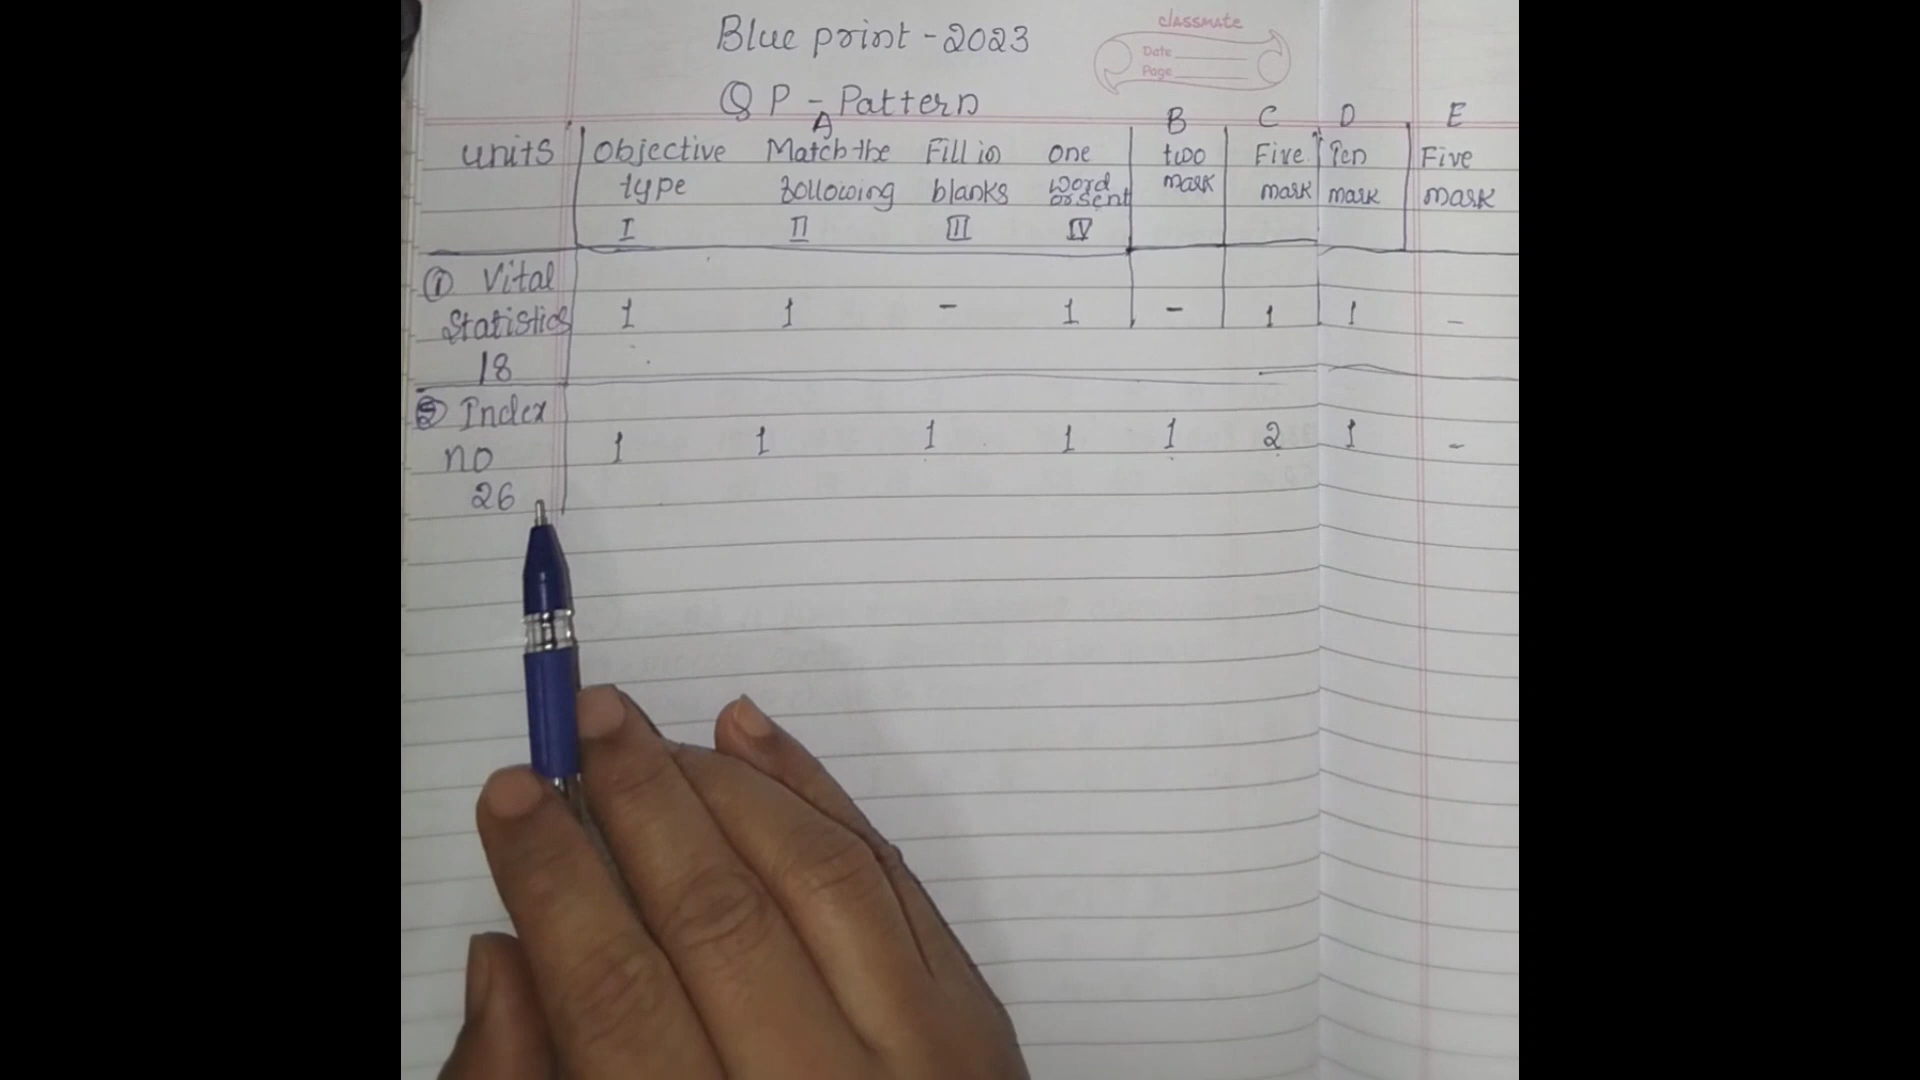 Blue print - 2023
classmate
Date
Page
QP - Pattern
A B C D E
units Objective Match the Fill in one two Five Ten Five
type following blanks word mark mark mark mark
or sent
I II III IV
① Vital
Statistics 1 1 - 1 - 1 1 -
18
② Index
no 1 1 1 1 1 2 1 -
26